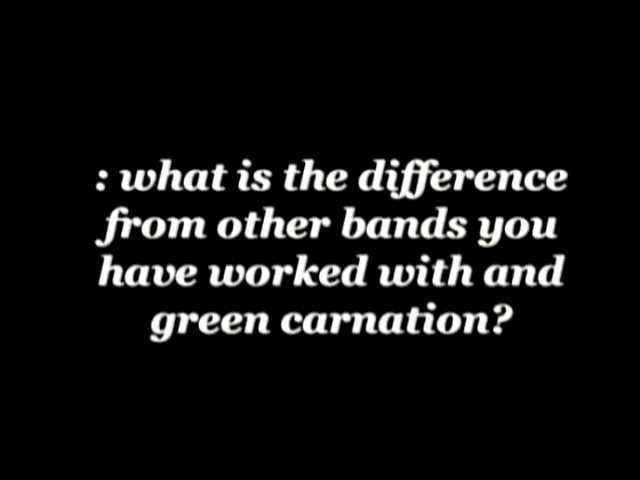 : what is the difference
from other bands you
have worked with and
green carnation?